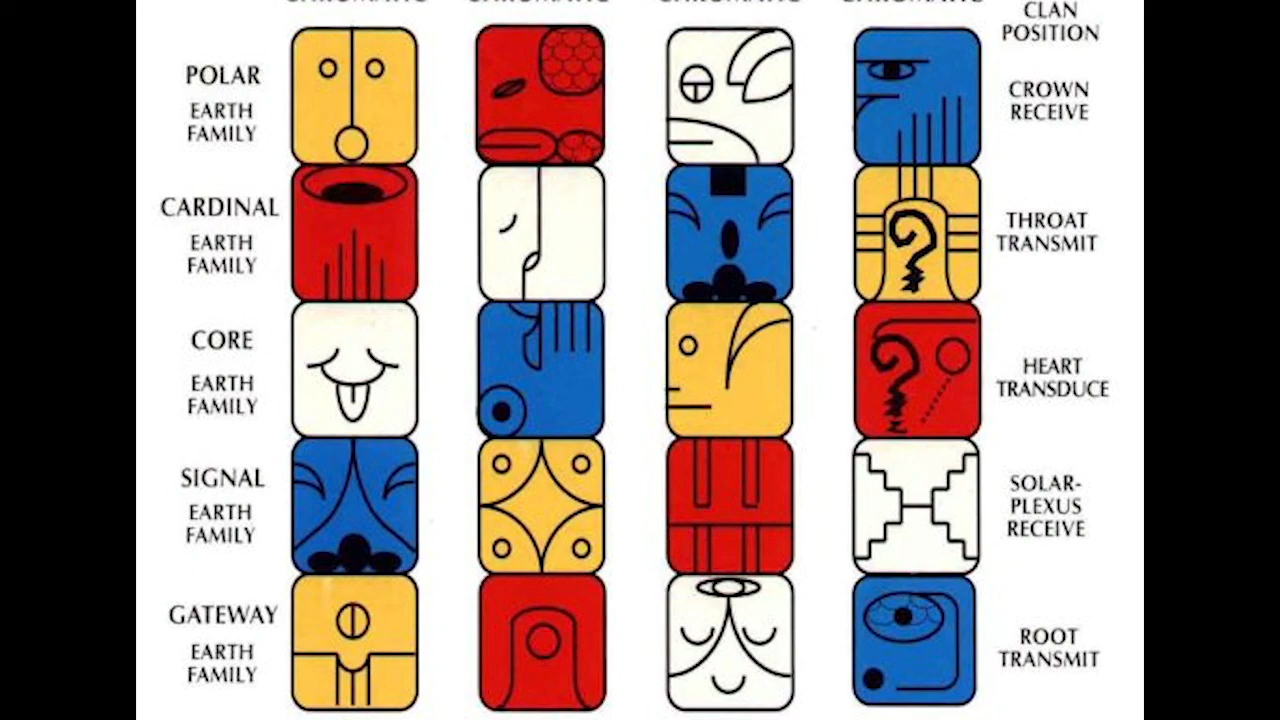 CLAN
POSITION
POLAR
EARTH
FAMILY
CROWN
RECEIVE
CARDINAL
EARTH
FAMILY
THROAT
TRANSMIT
CORE
EARTH
FAMILY
HEART
TRANSDUCE
SIGNAL
EARTH
FAMILY
SOLAR-
PLEXUS
RECEIVE
GATEWAY
EARTH
FAMILY
ROOT
TRANSMIT